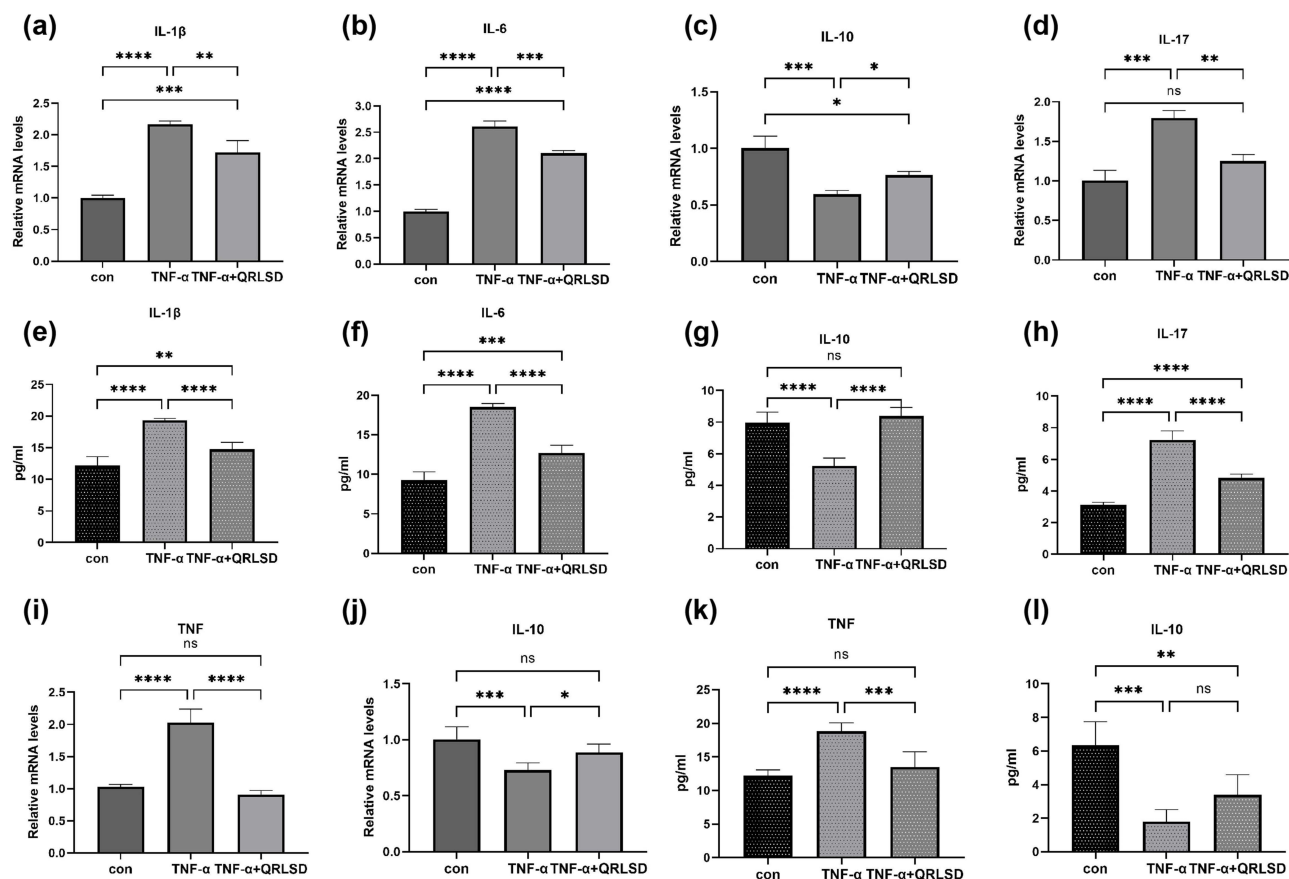 (a)
IL-1β
**** **
***
Relative mRNA levels
2.5
2.0
1.5
1.0
0.5
0.0
con TNF-α TNF-α+QRLSD
(b)
IL-6
**** ***
****
Relative mRNA levels
3.0
2.5
2.0
1.5
1.0
0.5
0.0
con TNF-α TNF-α+QRLSD
(c)
IL-10
*** *
*
Relative mRNA levels
1.5
1.0
0.5
0.0
con TNF-α TNF-α+QRLSD
(d)
IL-17
*** **
ns
Relative mRNA levels
2.0
1.5
1.0
0.5
0.0
con TNF-α TNF-α+QRLSD
(e)
IL-1β
**
**** ****
pg/ml
25
20
15
10
5
0
con TNF-α TNF-α+QRLSD
(f)
IL-6
***
**** ****
pg/ml
20
15
10
5
0
con TNF-α TNF-α+QRLSD
(g)
IL-10
ns
**** ****
pg/ml
10
8
6
4
2
0
con TNF-α TNF-α+QRLSD
(h)
IL-17
****
**** ****
pg/ml
10
8
6
4
2
0
con TNF-α TNF-α+QRLSD
(i)
TNF
ns
**** ****
Relative mRNA levels
2.5
2.0
1.5
1.0
0.5
0.0
con TNF-α TNF-α+QRLSD
(j)
IL-10
ns
*** *
Relative mRNA levels
1.5
1.0
0.5
0.0
con TNF-α TNF-α+QRLSD
(k)
TNF
ns
**** ***
pg/ml
25
20
15
10
5
0
con TNF-α TNF-α+QRLSD
(l)
IL-10
**
*** ns
pg/ml
10
8
6
4
2
0
con TNF-α TNF-α+QRLSD